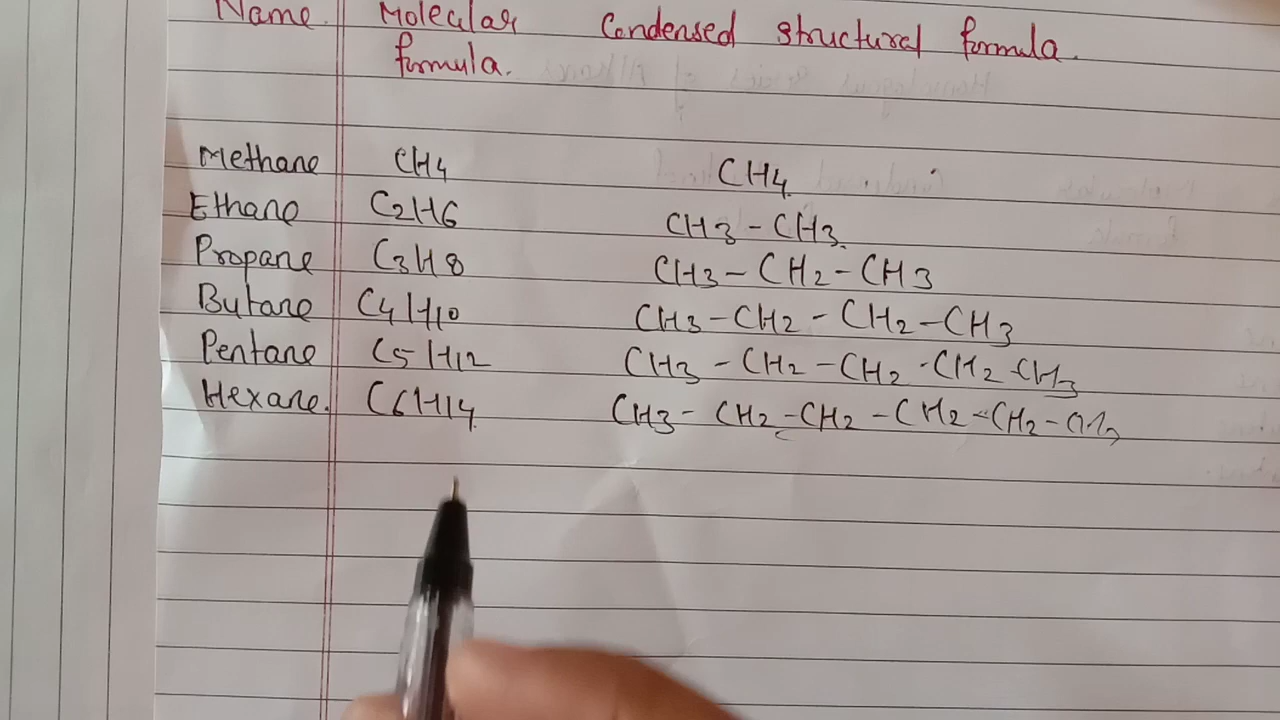 Name. Moleculas Condensed structural formula.
formula.
Methane CH4 CH4
Ethane C2H6 CH3 - CH3.
Propane C3H8 CH3 - CH2 - CH3
Butane C4H10 CH3 - CH2 - CH2 - CH3
Pentane C5H12 CH3 - CH2 - CH2 - CH2 - CH3
Hexane. C6H14 CH3 - CH2 - CH2 - CH2 - CH2 - CH3